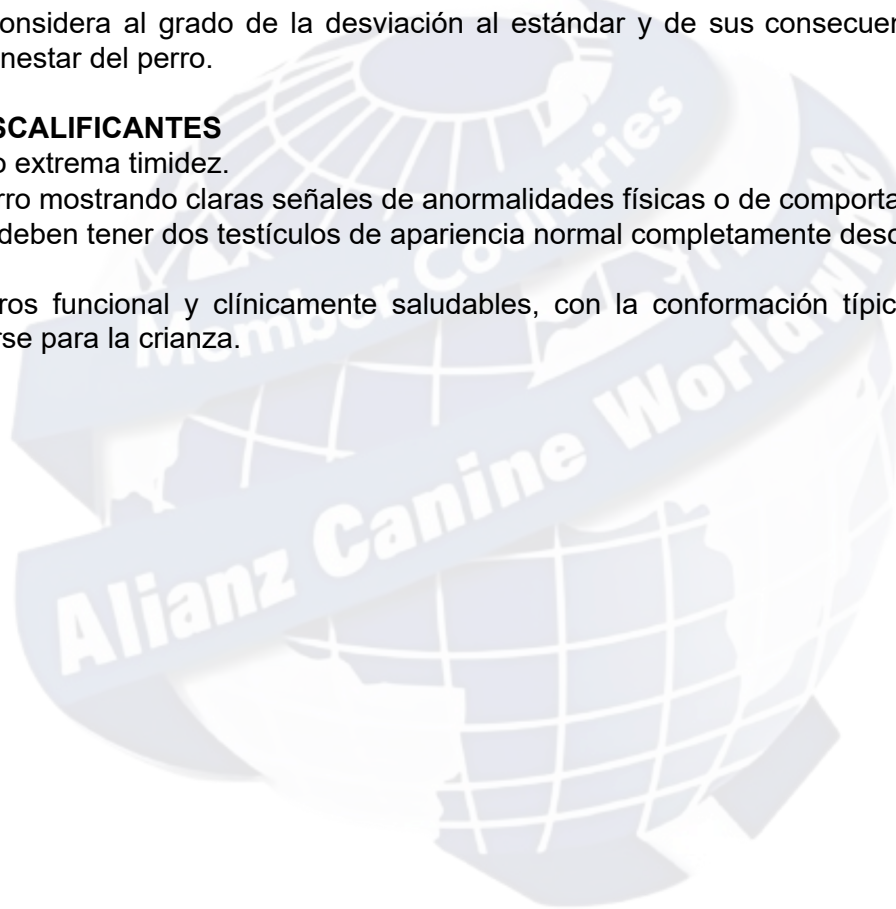 onsidera al grado de la desviación al estándar y de sus consecuen
nestar del perro.
SCALIFICANTES
o extrema timidez.
rro mostrando claras señales de anormalidades físicas o de comporta
deben tener dos testículos de apariencia normal completamente desc
ros funcional y clínicamente saludables, con la conformación típic
rse para la crianza.
Member Countries
Alianz Canine Worldwide